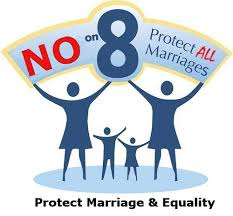 NO on 8 Protect ALL Marriages
Protect Marriage & Equality